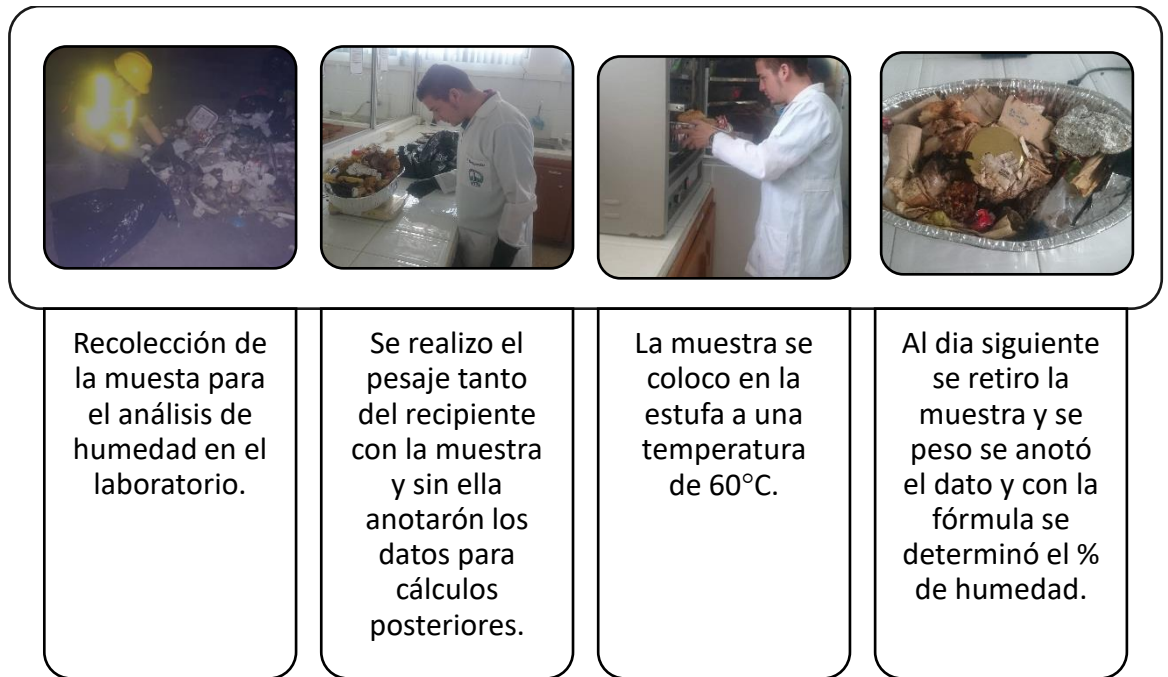 Recolección de
la muesta para
el análisis de
humedad en el
laboratorio.
Se realizo el
pesaje tanto
del recipiente
con la muestra
y sin ella
anotarón los
datos para
cálculos
posteriores.
La muestra se
coloco en la
estufa a una
temperatura
de 60°C.
Al dia siguiente
se retiro la
muestra y se
peso se anotó
el dato y con la
fórmula se
determinó el %
de humedad.